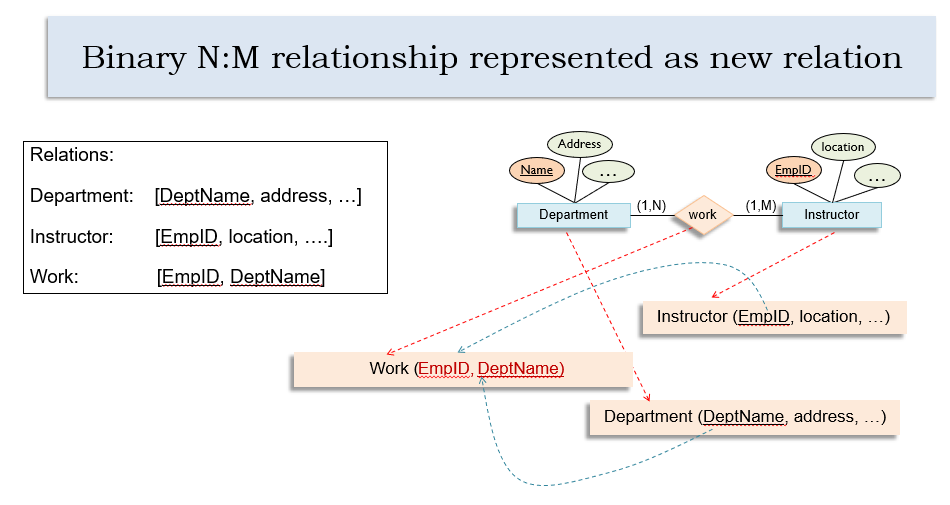 Binary N:M relationship represented as new relation
Relations:
Department: [DeptName, address, …]
Instructor: [EmpID, location, ….]
Work: [EmpID, DeptName]
Address
Name
…
Department
(1,N)
work
(1,M)
location
EmpID
…
Instructor
Instructor (EmpID, location, …)
Work (EmpID, DeptName)
Department (DeptName, address, …)